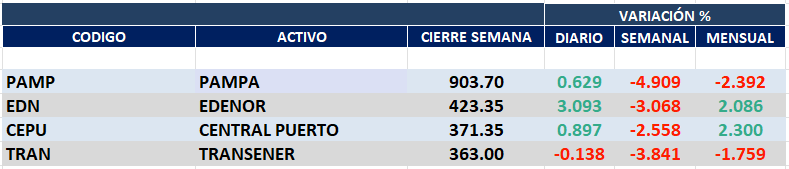 VARIACIÓN %
CODIGO ACTIVO CIERRE SEMANA DIARIO SEMANAL MENSUAL
PAMP PAMPA 903.70 0.629 -4.909 -2.392
EDN EDENOR 423.35 3.093 -3.068 2.086
CEPU CENTRAL PUERTO 371.35 0.897 -2.558 2.300
TRAN TRANSENER 363.00 -0.138 -3.841 -1.759